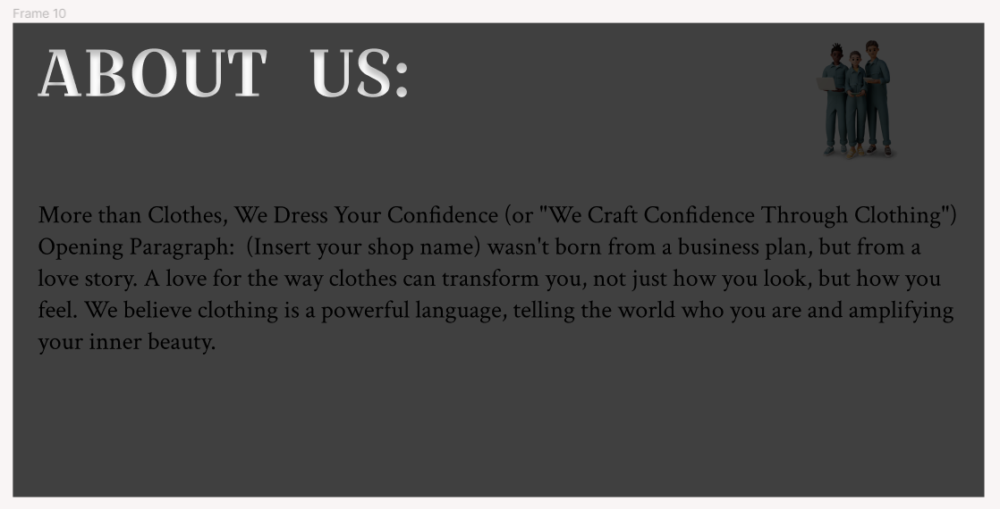 Frame 10
ABOUT US:
More than Clothes, We Dress Your Confidence (or "We Craft Confidence Through Clothing")
Opening Paragraph:  (Insert your shop name) wasn't born from a business plan, but from a
love story. A love for the way clothes can transform you, not just how you look, but how you
feel. We believe clothing is a powerful language, telling the world who you are and amplifying
your inner beauty.